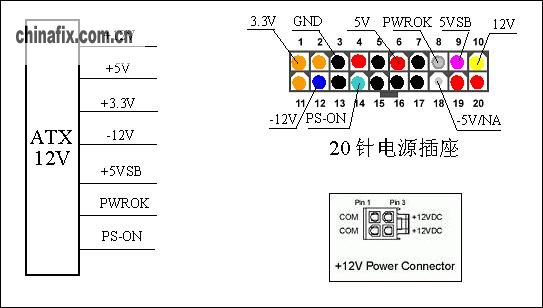 chinafix.com.cn
+5V
+3.3V
-12V
+5VSB
PWROK
PS-ON
ATX
12V
3.3V GND 5V PWROK 5VSB 12V
1 2 3 4 5 6 7 8 9 10
11 12 13 14 15 16 17 18 19 20
-12V PS-ON -5V/NA
20针电源插座
Pin 1 Pin 3
COM +12VDC
COM +12VDC
+12V Power Connector